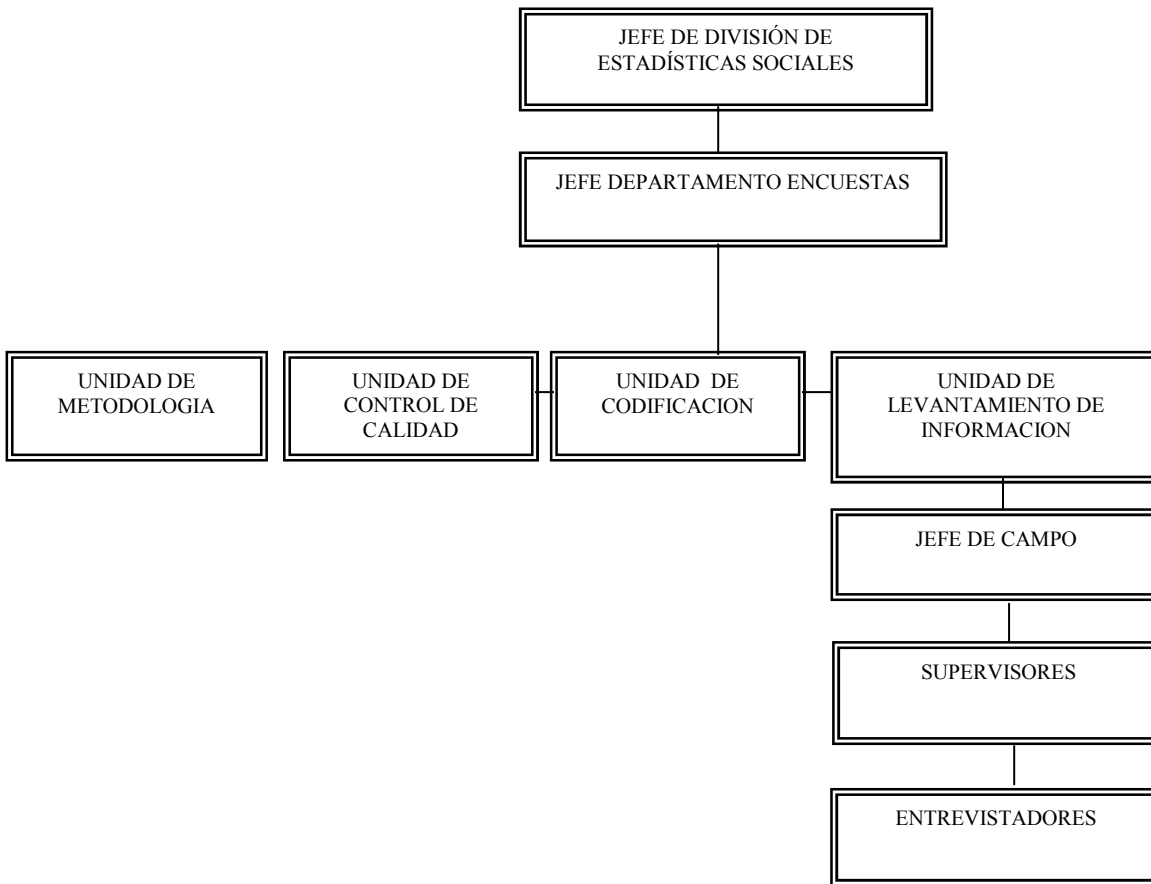 JEFE DE DIVISIÓN DE
ESTADÍSTICAS SOCIALES
JEFE DEPARTAMENTO ENCUESTAS
UNIDAD DE
METODOLOGIA
UNIDAD DE
CONTROL DE
CALIDAD
UNIDAD DE
CODIFICACION
UNIDAD DE
LEVANTAMIENTO DE
INFORMACION
JEFE DE CAMPO
SUPERVISORES
ENTREVISTADORES